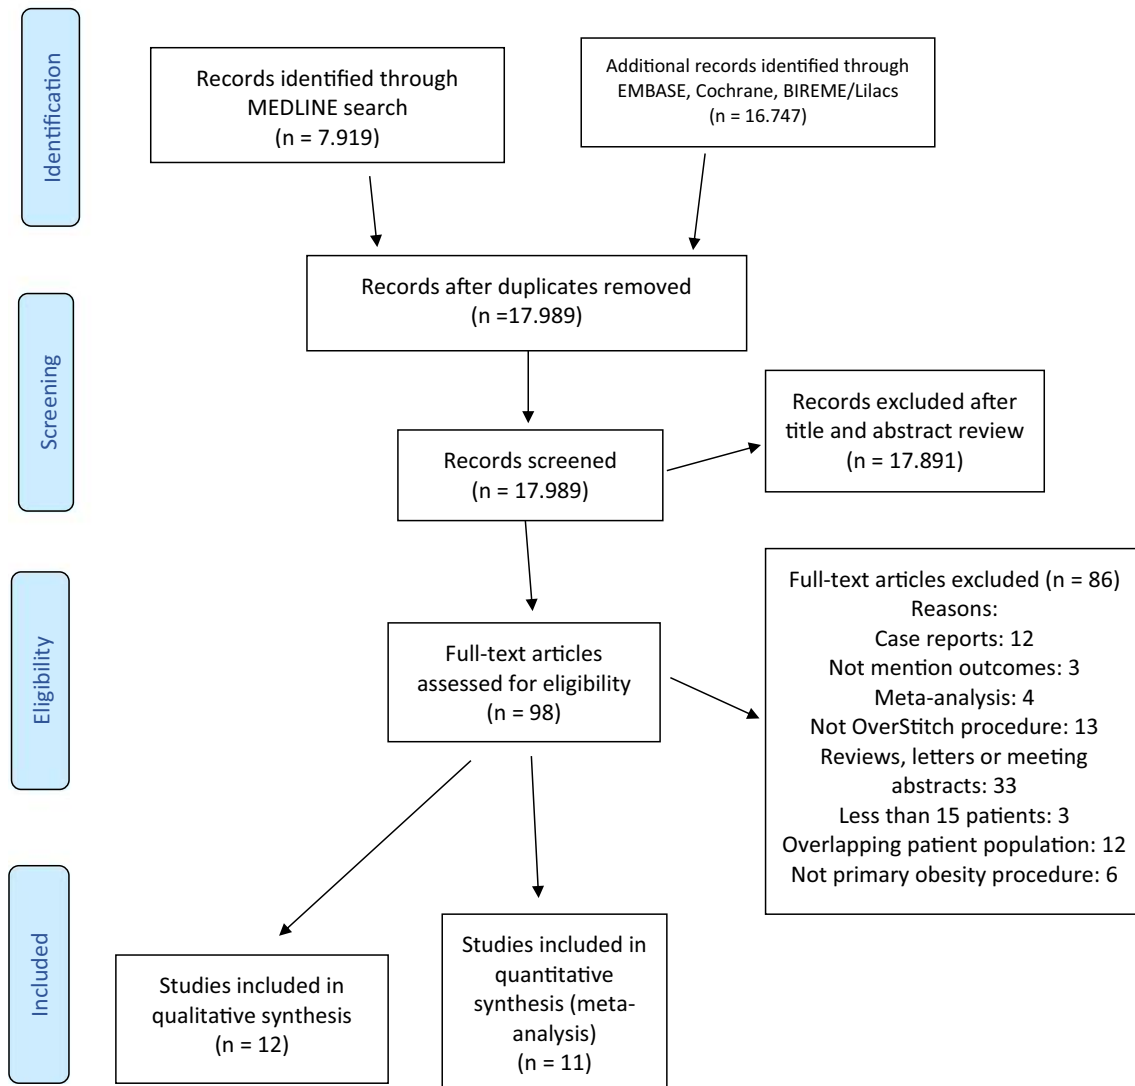 Identification
Records identified through
MEDLINE search
(n = 7.919)
Additional records identified through
EMBASE, Cochrane, BIREME/Lilacs
(n = 16.747)
Records after duplicates removed
(n =17.989)
Screening
Records screened
(n = 17.989)
Records excluded after
title and abstract review
(n = 17.891)
Eligibility
Full-text articles
assessed for eligibility
(n = 98)
Full-text articles excluded (n = 86)
Reasons:
Case reports: 12
Not mention outcomes: 3
Meta-analysis: 4
Not OverStitch procedure: 13
Reviews, letters or meeting
abstracts: 33
Less than 15 patients: 3
Overlapping patient population: 12
Not primary obesity procedure: 6
Included
Studies included in
qualitative synthesis
(n = 12)
Studies included in
quantitative
synthesis (meta-
analysis)
(n = 11)